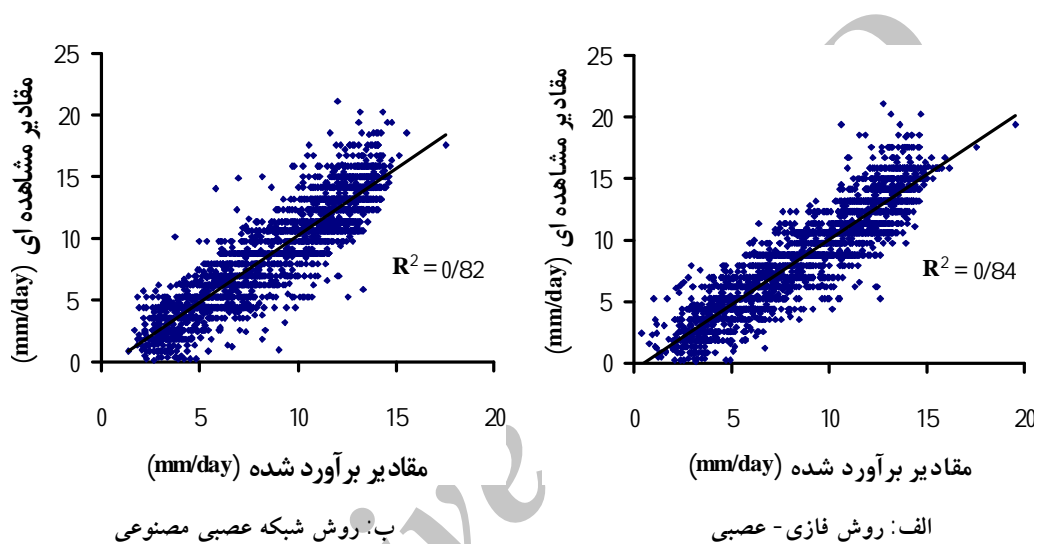 25
20
15
10
5
0
مقادیر مشاهده ای (mm/day)
R² = 0/82
0 5 10 15 20
مقادیر برآورد شده (mm/day)
ب: روش شبکه عصبی مصنوعی
25
20
15
10
5
0
مقادیر مشاهده ای (mm/day)
R² = 0/84
0 5 10 15 20
مقادیر برآورد شده (mm/day)
الف: روش فازی - عصبی